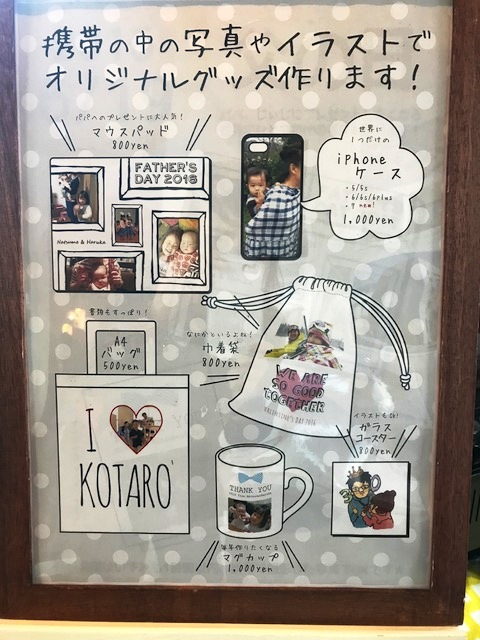 携帯の中の写真やイラストで
オリジナルグッズ作ります!
パパへのプレゼントに大人気!
マウスパッド
800yen
FATHER'S
DAY 2018
Natsume & Haruka
世界に
1つだけの
iPhone
ケース
・5/5s
・6/6s/6plus
・7 new!
1,000yen
書類もすっぽり!
A4
バッグ
500yen
I
KOTARO
なにかといるよね!
巾着袋
800yen
WE ARE
SO GOOD
TOGETHER
VALENTINE'S DAY 2016
イラストもOK!
ガラス
コースター
800yen
THANK YOU
毎年作りたくなる
マグカップ
1,000yen